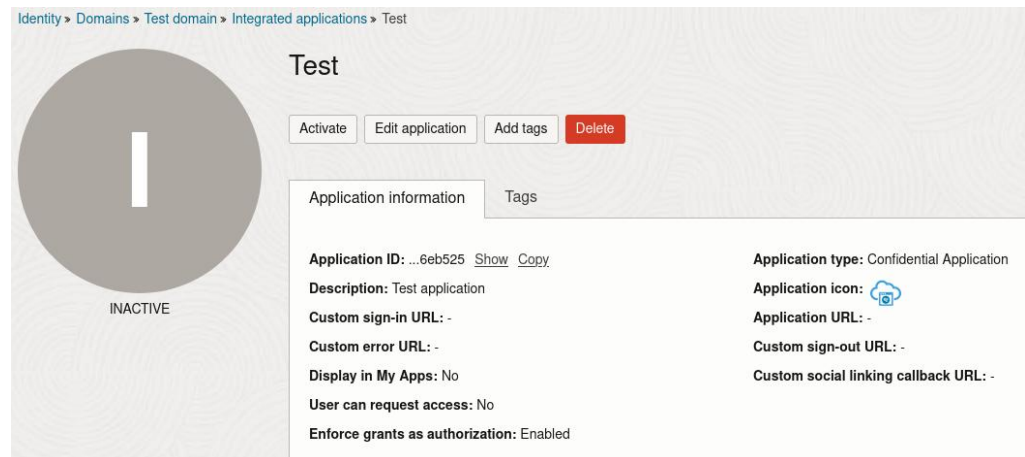 Identity » Domains » Test domain » Integrated applications » Test
Test
Activate Edit application Add tags Delete
I
Application information Tags
Application ID: ...6eb525 Show Copy Application type: Confidential Application
Description: Test application Application icon:
INACTIVE
Custom sign-in URL: - Application URL: -
Custom error URL: - Custom sign-out URL: -
Display in My Apps: No Custom social linking callback URL: -
User can request access: No
Enforce grants as authorization: Enabled